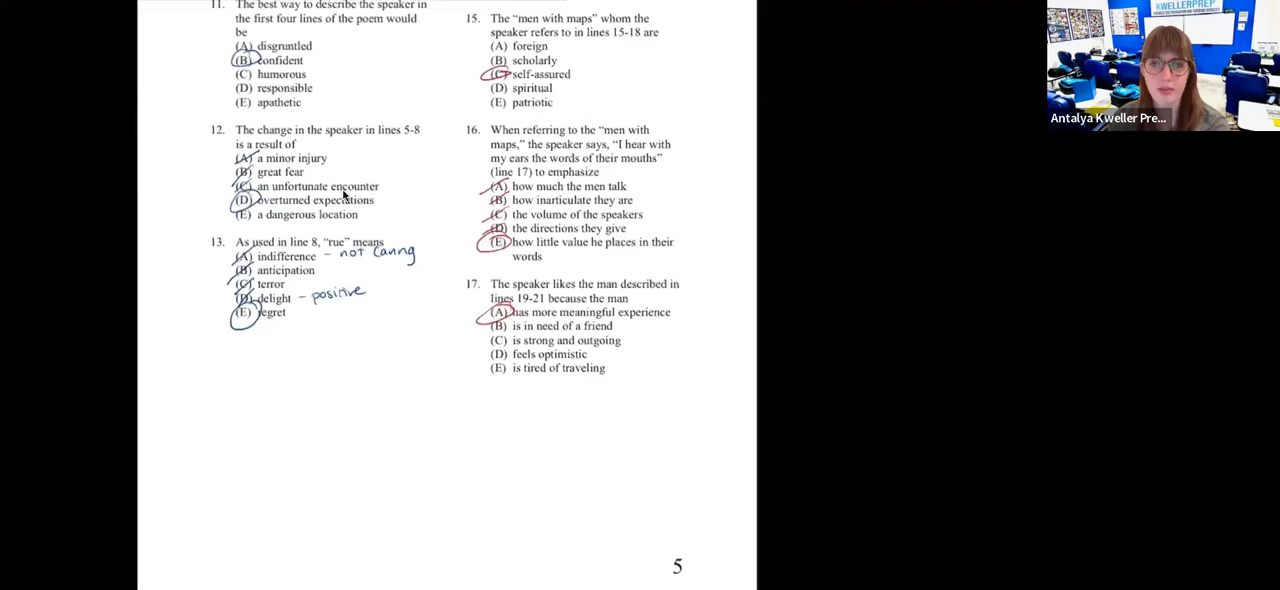 11. The best way to describe the speaker in
the first four lines of the poem would
be
(A) disgruntled
(B) confident
(C) humorous
(D) responsible
(E) apathetic
12. The change in the speaker in lines 5-8
is a result of
(A) a minor injury
(B) great fear
(C) an unfortunate encounter
(D) overturned expectations
(E) a dangerous location
13. As used in line 8, “rue” means
(A) indifference - not caring
(B) anticipation
(C) terror
(D) delight - positive
(E) regret
15. The “men with maps” whom the
speaker refers to in lines 15-18 are
(A) foreign
(B) scholarly
(C) self-assured
(D) spiritual
(E) patriotic
16. When referring to the “men with
maps,” the speaker says, “I hear with
my ears the words of their mouths”
(line 17) to emphasize
(A) how much the men talk
(B) how inarticulate they are
(C) the volume of the speakers
(D) the directions they give
(E) how little value he places in their
words
17. The speaker likes the man described in
lines 19-21 because the man
(A) has more meaningful experience
(B) is in need of a friend
(C) is strong and outgoing
(D) feels optimistic
(E) is tired of traveling
5
KWELLERPREP
Antalya Kweller Pre...